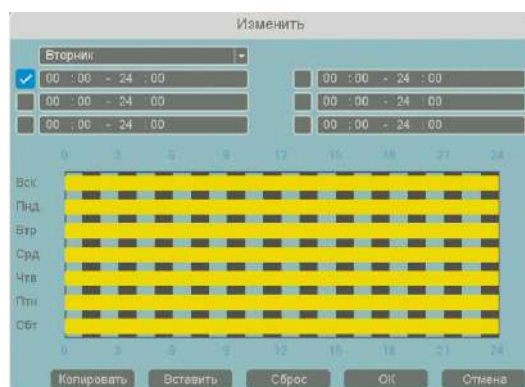 Изменить
Вторник
00 :00 - 24 :00 00 :00 - 24 :00
00 :00 - 24 :00 00 :00 - 24 :00
00 :00 - 24 :00 00 :00 - 24 :00
0 3 6 9 12 15 18 21 24
Вск
Пнд
Втр
Срд
Чтв
Птн
Сбт
0 3 6 9 12 15 18 21 24
Копировать Вставить Сброс ОК Отмена